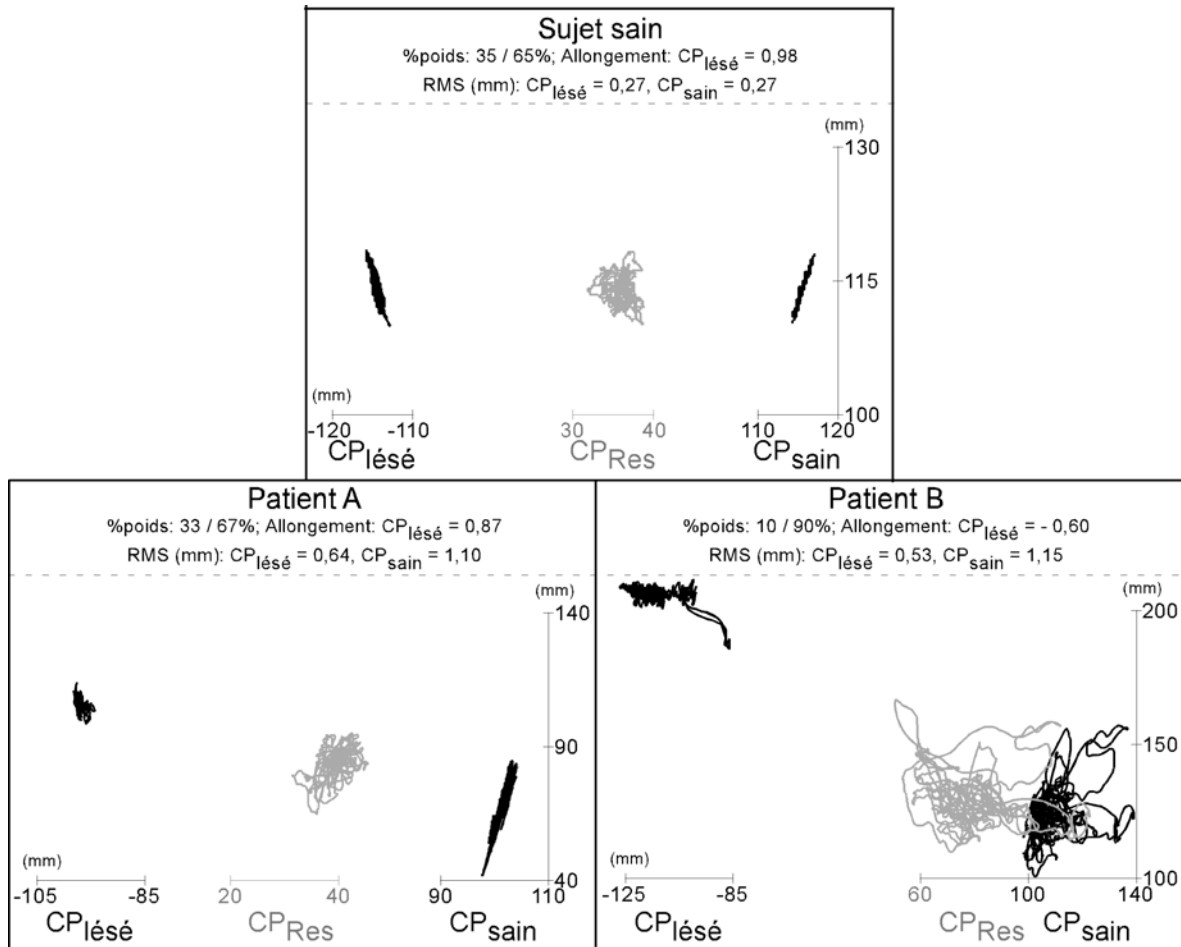 Sujet sain
%poids: 35 / 65%; Allongement: CPlésé = 0,98
RMS (mm): CPlésé = 0,27, CPsain = 0,27
(mm)
130
115
100
(mm)
-120 -110 30 40 110 120
CPlésé CPRes CPsain
Patient A
%poids: 33 / 67%; Allongement: CPlésé = 0,87
RMS (mm): CPlésé = 0,64, CPsain = 1,10
(mm)
140
90
40
(mm)
-105 -85 20 40 90 110
CPlésé CPRes CPsain
Patient B
%poids: 10 / 90%; Allongement: CPlésé = - 0,60
RMS (mm): CPlésé = 0,53, CPsain = 1,15
(mm)
200
150
100
(mm)
-125 -85 60 100 140
CPlésé CPRes CPsain